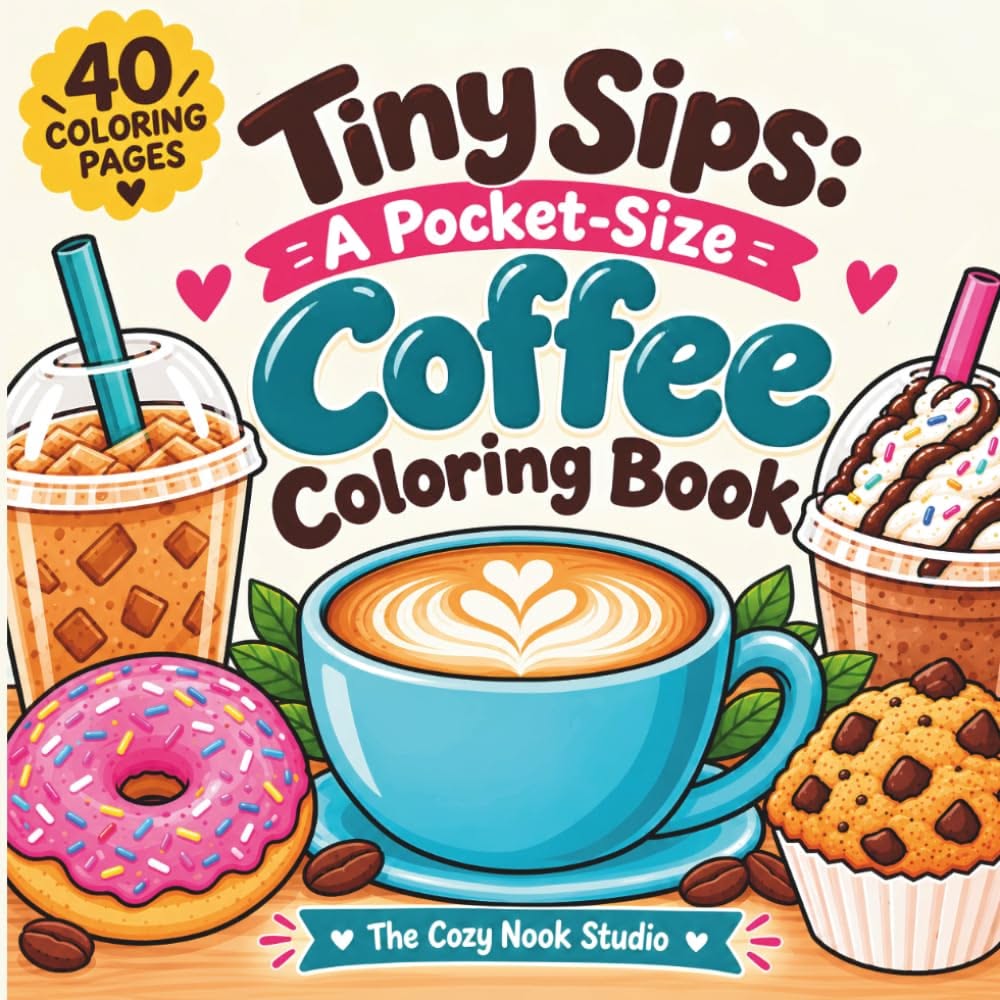 40
COLORING
PAGES
Tiny Sips:
A Pocket-Size
Coffee
Coloring Book
The Cozy Nook Studio